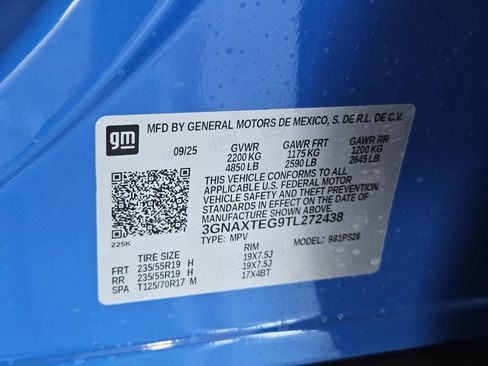 gm
MFD BY GENERAL MOTORS DE MEXICO, S. DE R.L. DE C.V.
09/25 GVWR GAWR FRT GAWR RR
2200 KG 1175 KG 1200 KG
4850 LB 2590 LB 2645 LB
THIS VEHICLE CONFORMS TO ALL
APPLICABLE U.S. FEDERAL MOTOR
VEHICLE SAFETY AND THEFT PREVENTION
STANDARDS IN EFFECT ON THE DATE OF
MANUFACTURE SHOWN ABOVE.
3GNAXTEG9TL272438
225K TYPE: MPV MODEL: 981PS26
TIRE SIZE RIM
FRT 235/55R19 H 19X7.5J
RR 235/55R19 H 19X7.5J
SPA T125/70R17 M 17X4BT